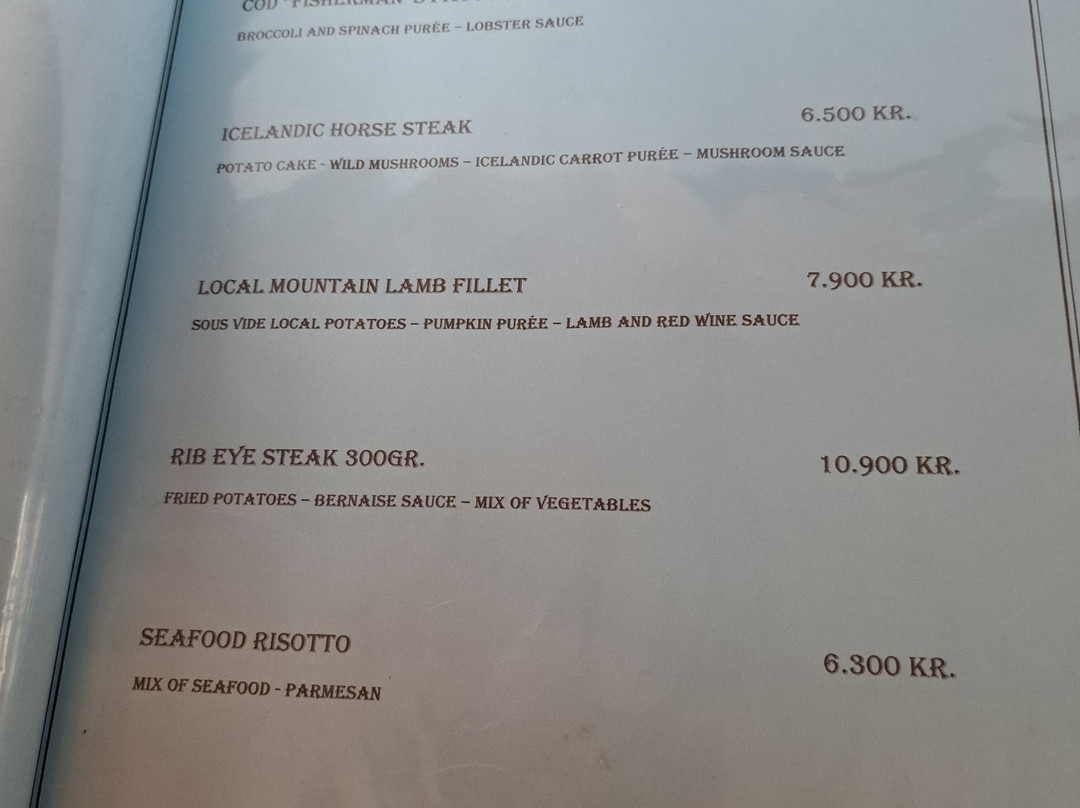 COD "FISHERMAN
BROCCOLI AND SPINACH PURÉE – LOBSTER SAUCE
ICELANDIC HORSE STEAK 6.500 KR.
POTATO CAKE - WILD MUSHROOMS – ICELANDIC CARROT PURÉE – MUSHROOM SAUCE
LOCAL MOUNTAIN LAMB FILLET 7.900 KR.
SOUS VIDE LOCAL POTATOES – PUMPKIN PURÉE – LAMB AND RED WINE SAUCE
RIB EYE STEAK 300GR. 10.900 KR.
FRIED POTATOES – BERNAISE SAUCE – MIX OF VEGETABLES
SEAFOOD RISOTTO 6.300 KR.
MIX OF SEAFOOD - PARMESAN